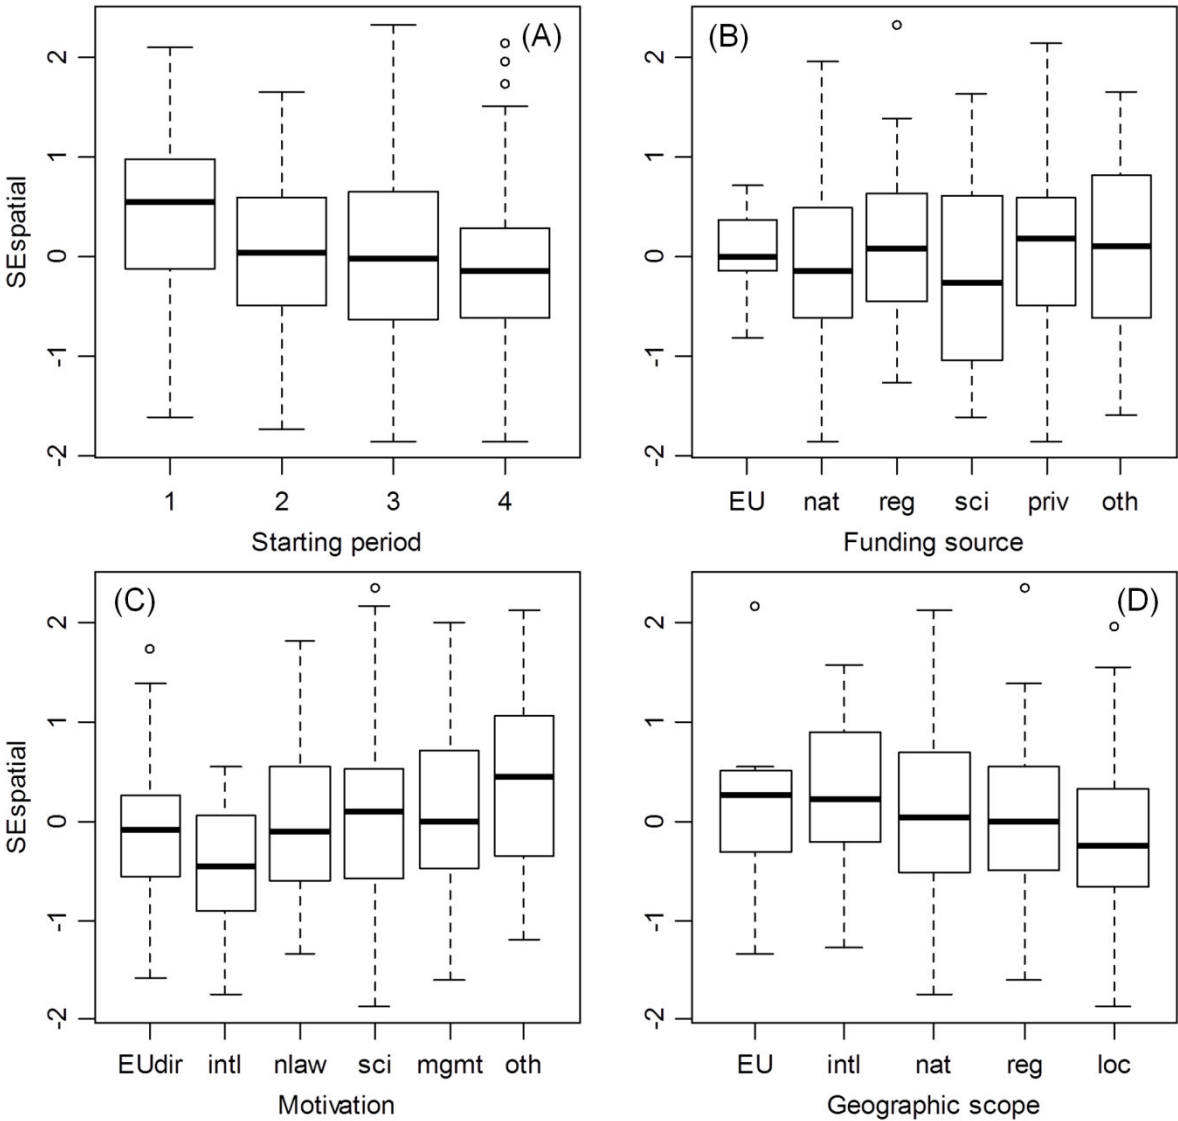 (A)
SEspatial
2
1
0
-1
-2
1 2 3 4
Starting period
(B)
2
1
0
-1
-2
EU nat reg sci priv oth
Funding source
(C)
SEspatial
2
1
0
-1
-2
EUdir intl nlaw sci mgmt oth
Motivation
(D)
2
1
0
-1
-2
EU intl nat reg loc
Geographic scope